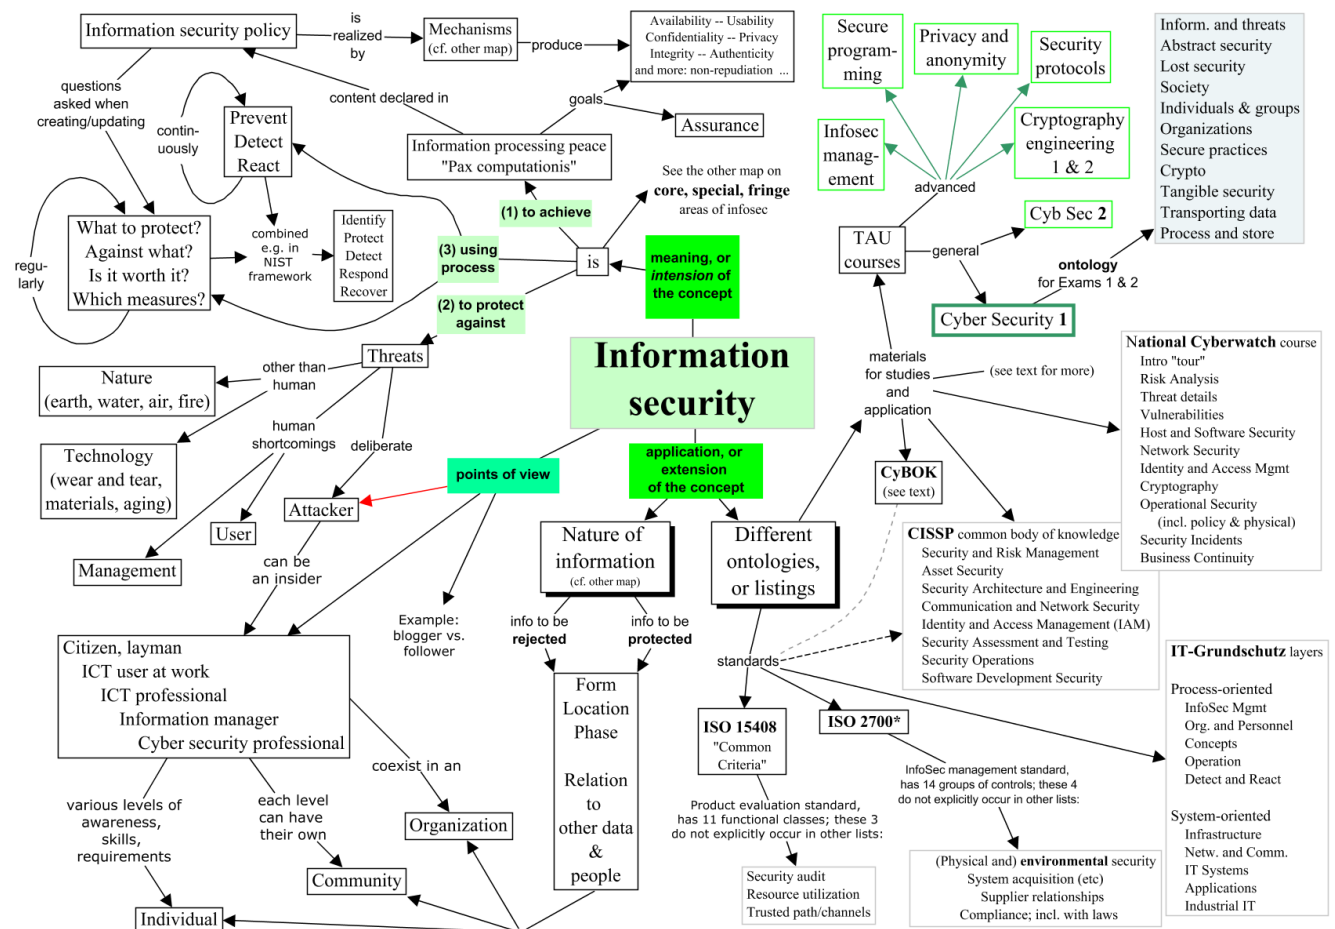 Information security policy
is
realized
by
Mechanisms
(cf. other map)
produce
Availability -- Usability
Confidentiality -- Privacy
Integrity -- Authenticity
and more: non-repudiation ...
questions
asked when
creating/updating
contin-
uously
Prevent
Detect
React
content declared in
goals
Assurance
Information processing peace
"Pax computationis"
See the other map on
core, special, fringe
areas of infosec
(1) to achieve
What to protect?
Against what?
Is it worth it?
Which measures?
regu-
larly
combined
e.g. in
NIST
framework
Identify
Protect
Detect
Respond
Recover
(3) using
process
is
meaning, or
intension of
the concept
(2) to protect
against
Information
security
Threats
other than
human
Nature
(earth, water, air, fire)
Technology
(wear and tear,
materials, aging)
human
shortcomings
deliberate
Attacker
User
Management
can be
an insider
points of view
application, or
extension
of the concept
Example:
blogger vs.
follower
Citizen, layman
ICT user at work
ICT professional
Information manager
Cyber security professional
various levels of
awareness,
skills,
requirements
each level
can have
their own
coexist in an
Organization
Community
Individual
Nature of
information
(cf. other map)
info to be
rejected
info to be
protected
Form
Location
Phase
Relation
to
other data
&
people
Different
ontologies,
or listings
standards
ISO 15408
"Common
Criteria"
ISO 2700*
Product evaluation standard,
has 11 functional classes; these 3
do not explicitly occur in other lists:
Security audit
Resource utilization
Trusted path/channels
InfoSec management standard,
has 14 groups of controls; these 4
do not explicitly occur in other lists:
(Physical and) environmental security
System acquisition (etc)
Supplier relationships
Compliance; incl. with laws
Secure
program-
ming
Privacy and
anonymity
Security
protocols
Infosec
manag-
ement
Cryptography
engineering
1 & 2
advanced
TAU
courses
general
Cyb Sec 2
Cyber Security 1
ontology
for Exams 1 & 2
Inform. and threats
Abstract security
Lost security
Society
Individuals & groups
Organizations
Secure practices
Crypto
Tangible security
Transporting data
Process and store
materials
for studies
and
application
(see text for more)
CyBOK
(see text)
National Cyberwatch course
Intro "tour"
Risk Analysis
Threat details
Vulnerabilities
Host and Software Security
Network Security
Identity and Access Mgmt
Cryptography
Operational Security
(incl. policy & physical)
Security Incidents
Business Continuity
CISSP common body of knowledge
Security and Risk Management
Asset Security
Security Architecture and Engineering
Communication and Network Security
Identity and Access Management (IAM)
Security Assessment and Testing
Security Operations
Software Development Security
IT-Grundschutz layers
Process-oriented
InfoSec Mgmt
Org. and Personnel
Concepts
Operation
Detect and React
System-oriented
Infrastructure
Netw. and Comm.
IT Systems
Applications
Industrial IT